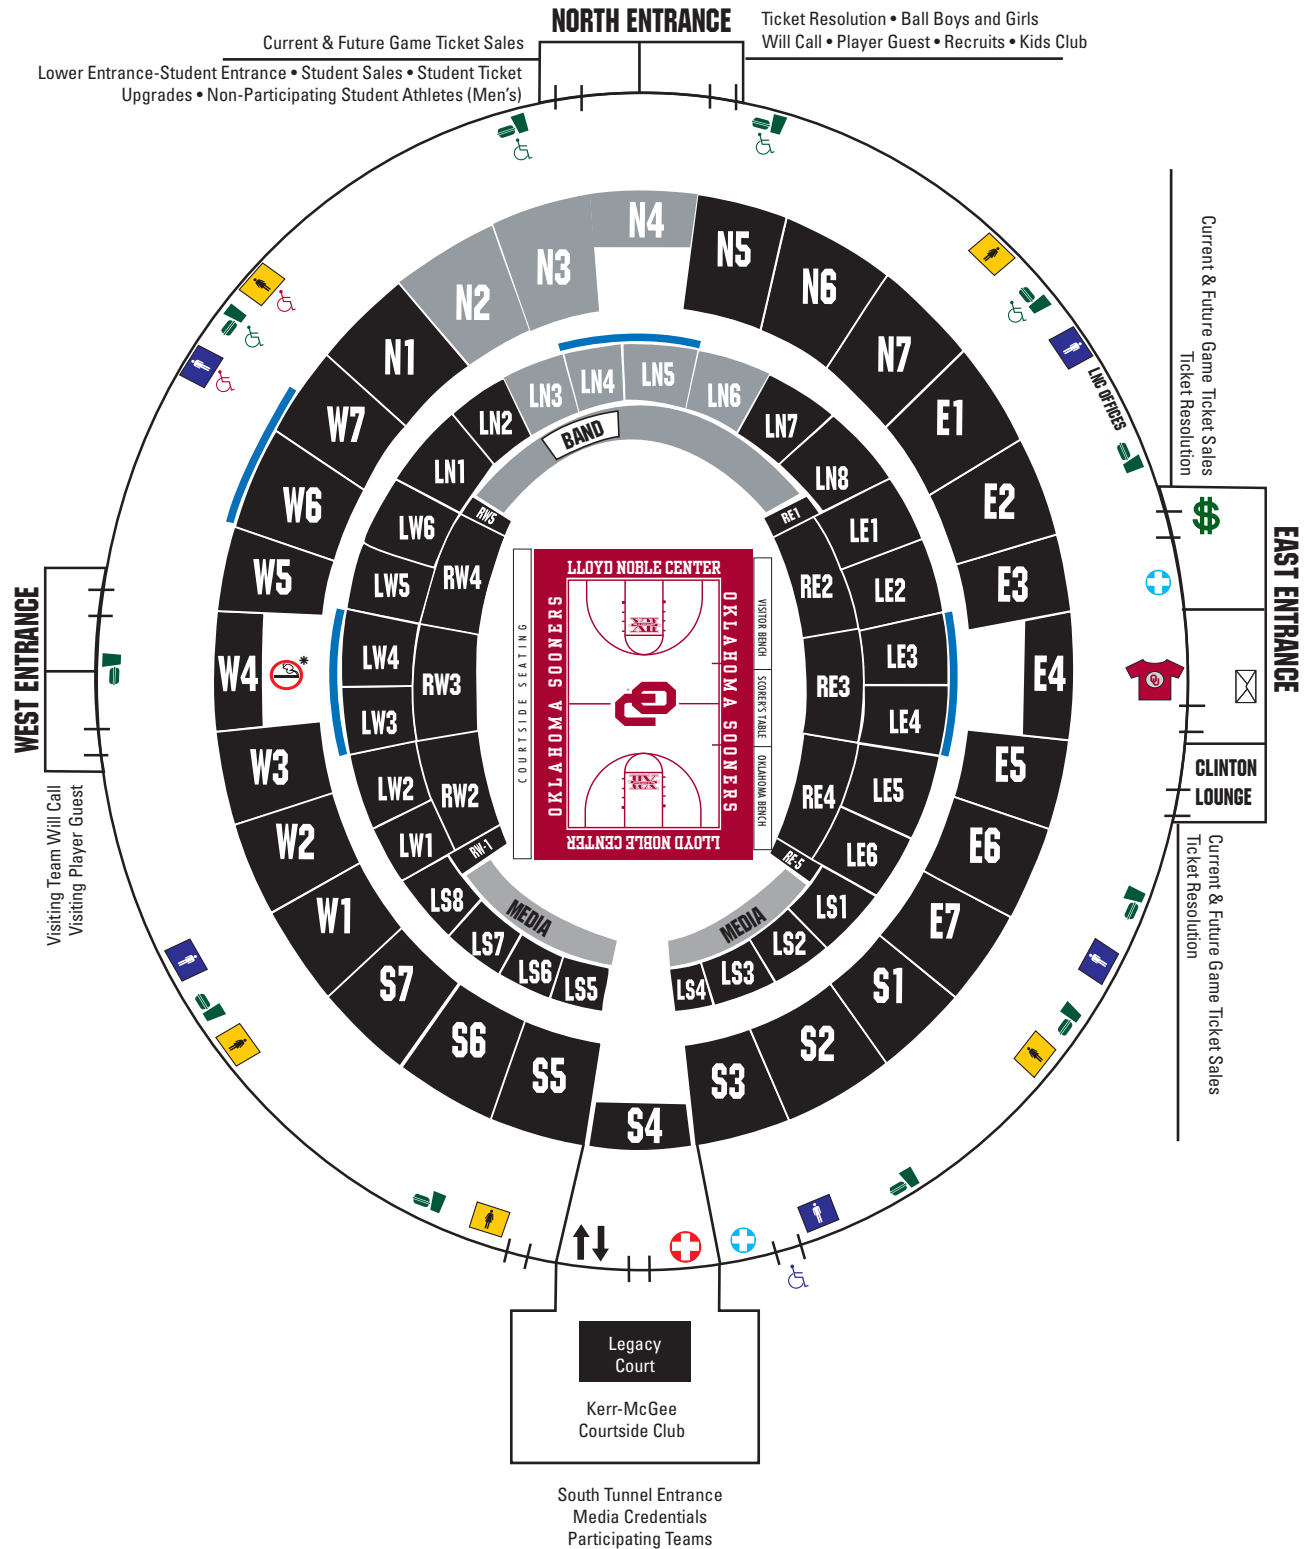 NORTH ENTRANCE
Current & Future Game Ticket Sales
Lower Entrance-Student Entrance • Student Sales • Student Ticket
Upgrades • Non-Participating Student Athletes (Men's)
Ticket Resolution • Ball Boys and Girls
Will Call • Player Guest • Recruits • Kids Club
N1
N2
N3
N4
N5
N6
N7
E1
E2
E3
E4
E5
E6
E7
S1
S2
S3
S4
S5
S6
S7
W1
W2
W3
W4
*
W5
W6
W7
LN1
LN2
LN3
LN4
LN5
LN6
LN7
LN8
LE1
LE2
LE3
LE4
LE5
LE6
LS1
LS2
LS3
LS4
LS5
LS6
LS7
LS8
LW1
LW2
LW3
LW4
LW5
LW6
BAND
RW5
RW4
RW3
RW2
RW-1
RE1
RE2
RE3
RE4
RE-5
MEDIA
MEDIA
COURTSIDE SEATING
LLOYD NOBLE CENTER
OKLAHOMA SOONERS
OKLAHOMA SOONERS
XII
OU
XII
LLOYD NOBLE CENTER
VISITOR BENCH
SCORER'S TABLE
OKLAHOMA BENCH
LNC OFFICES
Current & Future Game Ticket Sales
Ticket Resolution
$
EAST ENTRANCE
OU
CLINTON
LOUNGE
Current & Future Game Ticket Sales
Ticket Resolution
WEST ENTRANCE
Visiting Team Will Call
Visiting Player Guest
Legacy
Court
Kerr-McGee
Courtside Club
South Tunnel Entrance
Media Credentials
Participating Teams